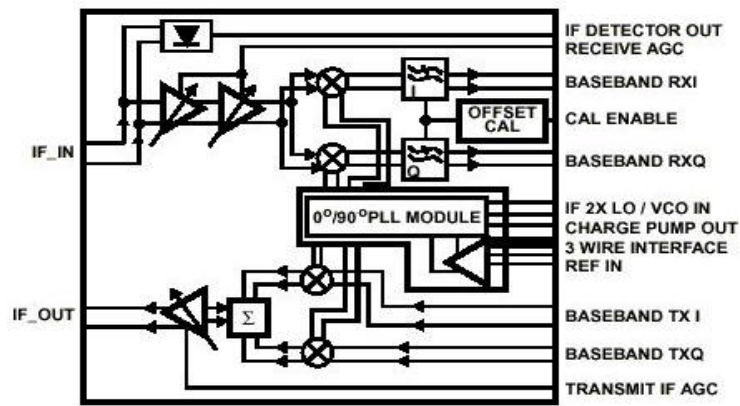 IF DETECTOR OUT
RECEIVE AGC
BASEBAND RXI
I
OFFSET
CAL
CAL ENABLE
IF_IN
BASEBAND RXQ
Q
0°/90°PLL MODULE
IF 2X LO / VCO IN
CHARGE PUMP OUT
3 WIRE INTERFACE
REF IN
IF_OUT
Σ
BASEBAND TX I
BASEBAND TXQ
TRANSMIT IF AGC